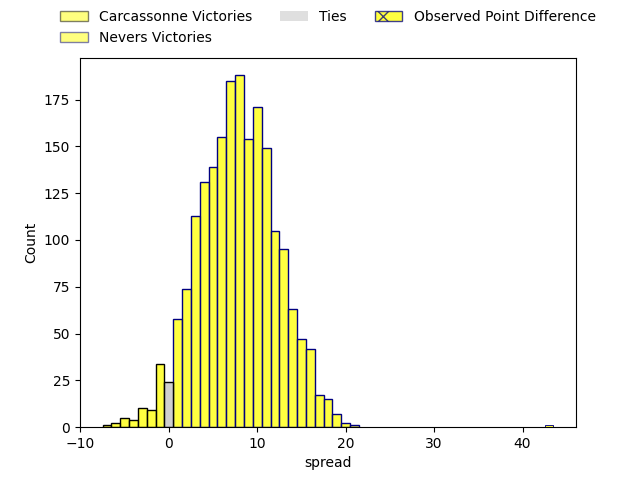 Carcassonne Victories
Nevers Victories
Ties
Observed Point Difference
175
150
125
100
75
50
25
0
Count
-10 0 10 20 30 40
spread